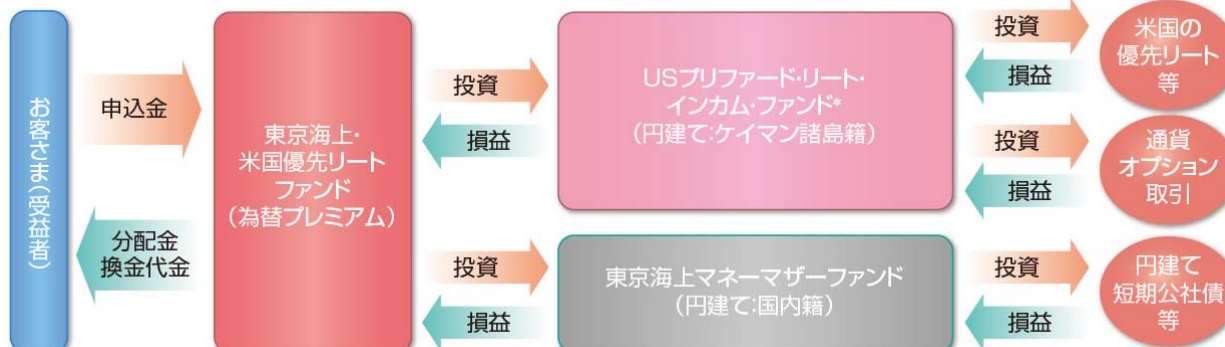 お客さま(受益者)
申込金
分配金
換金代金
東京海上・
米国優先リート
ファンド
(為替プレミアム)
投資
損益
投資
損益
USプリファード・リート・
インカム・ファンド*
(円建て:ケイマン諸島籍)
東京海上マネーマザーファンド
(円建て:国内籍)
投資
損益
投資
損益
投資
損益
米国の
優先リート
等
通貨
オプション
取引
円建て
短期公社債
等